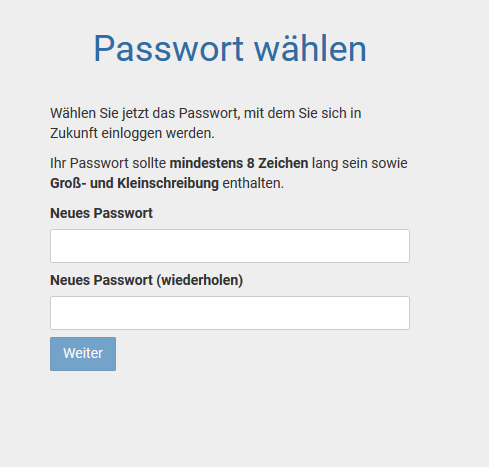 Passwort wählen
Wählen Sie jetzt das Passwort, mit dem Sie sich in
Zukunft einloggen werden.
Ihr Passwort sollte mindestens 8 Zeichen lang sein sowie
Groß- und Kleinschreibung enthalten.
Neues Passwort
Neues Passwort (wiederholen)
Weiter